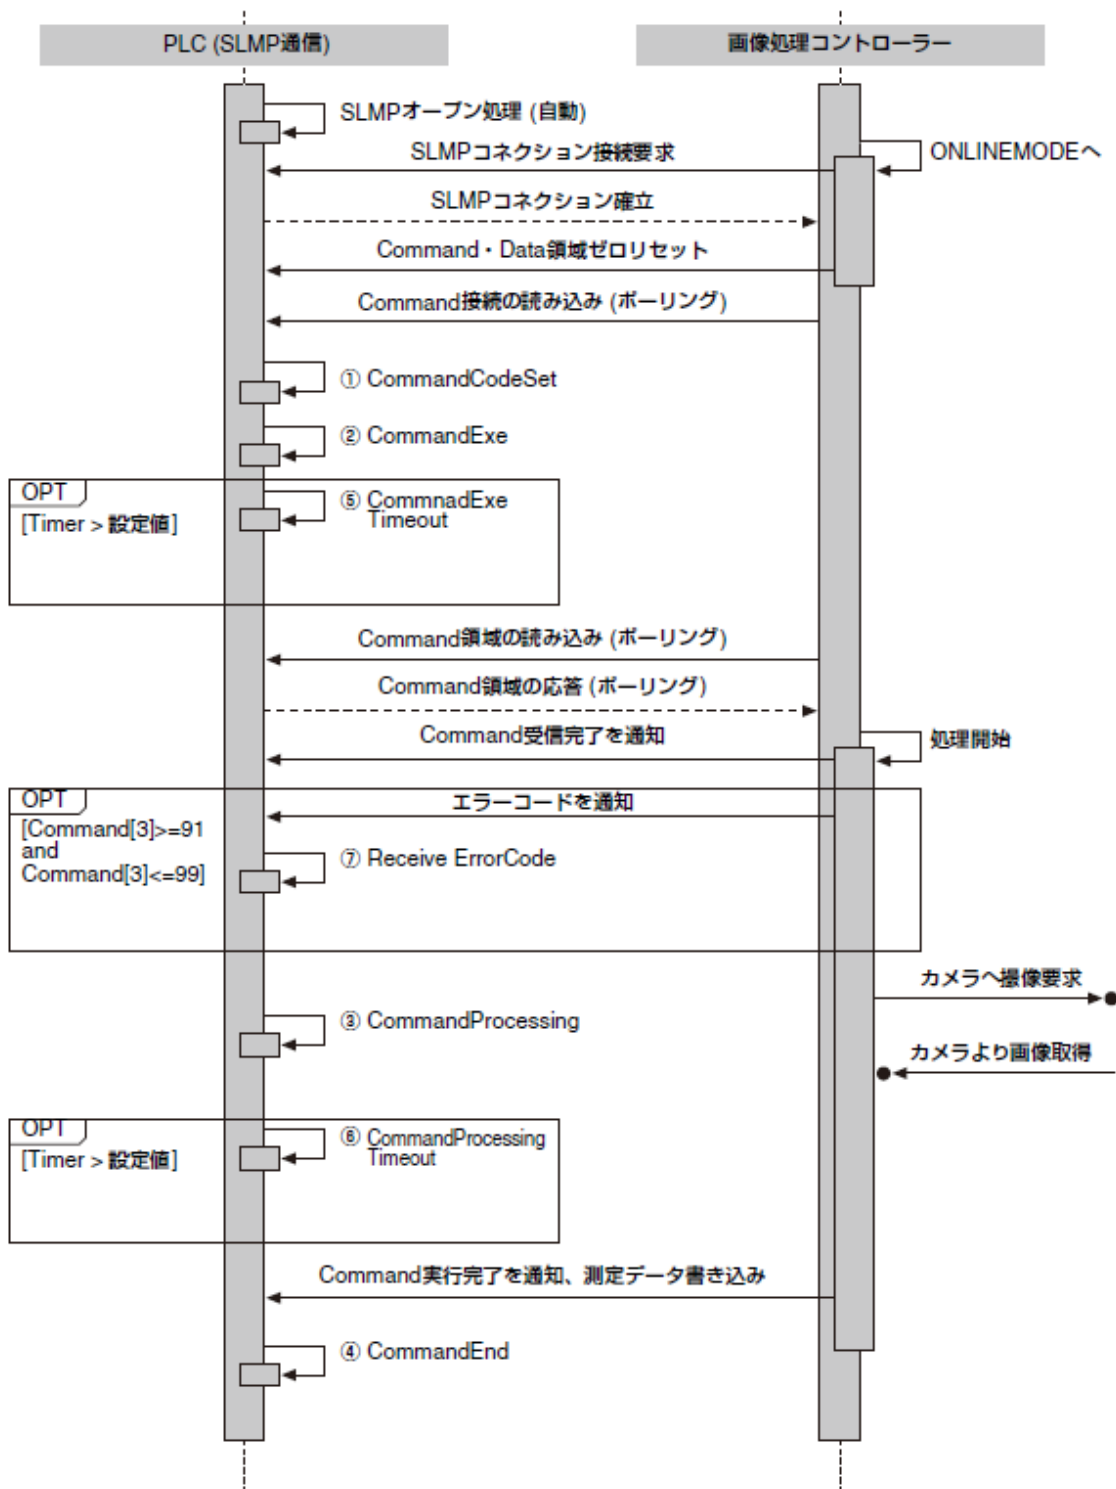 PLC (SLMP通信)
画像処理コントローラー
SLMPオープン処理 (自動)
ONLINEMODEへ
SLMPコネクション接続要求
SLMPコネクション確立
Command・Data領域ゼロリセット
Command接続の読み込み (ポーリング)
① CommandCodeSet
② CommandExe
OPT
[Timer > 設定値]
⑤ CommnadExe
Timeout
Command領域の読み込み (ポーリング)
Command領域の応答 (ポーリング)
Command受信完了を通知
処理開始
OPT
[Command[3]>=91
and
Command[3]<=99]
エラーコードを通知
⑦ Receive ErrorCode
カメラへ撮像要求
③ CommandProcessing
カメラより画像取得
OPT
[Timer > 設定値]
⑥ CommandProcessing
Timeout
Command実行完了を通知、測定データ書き込み
④ CommandEnd